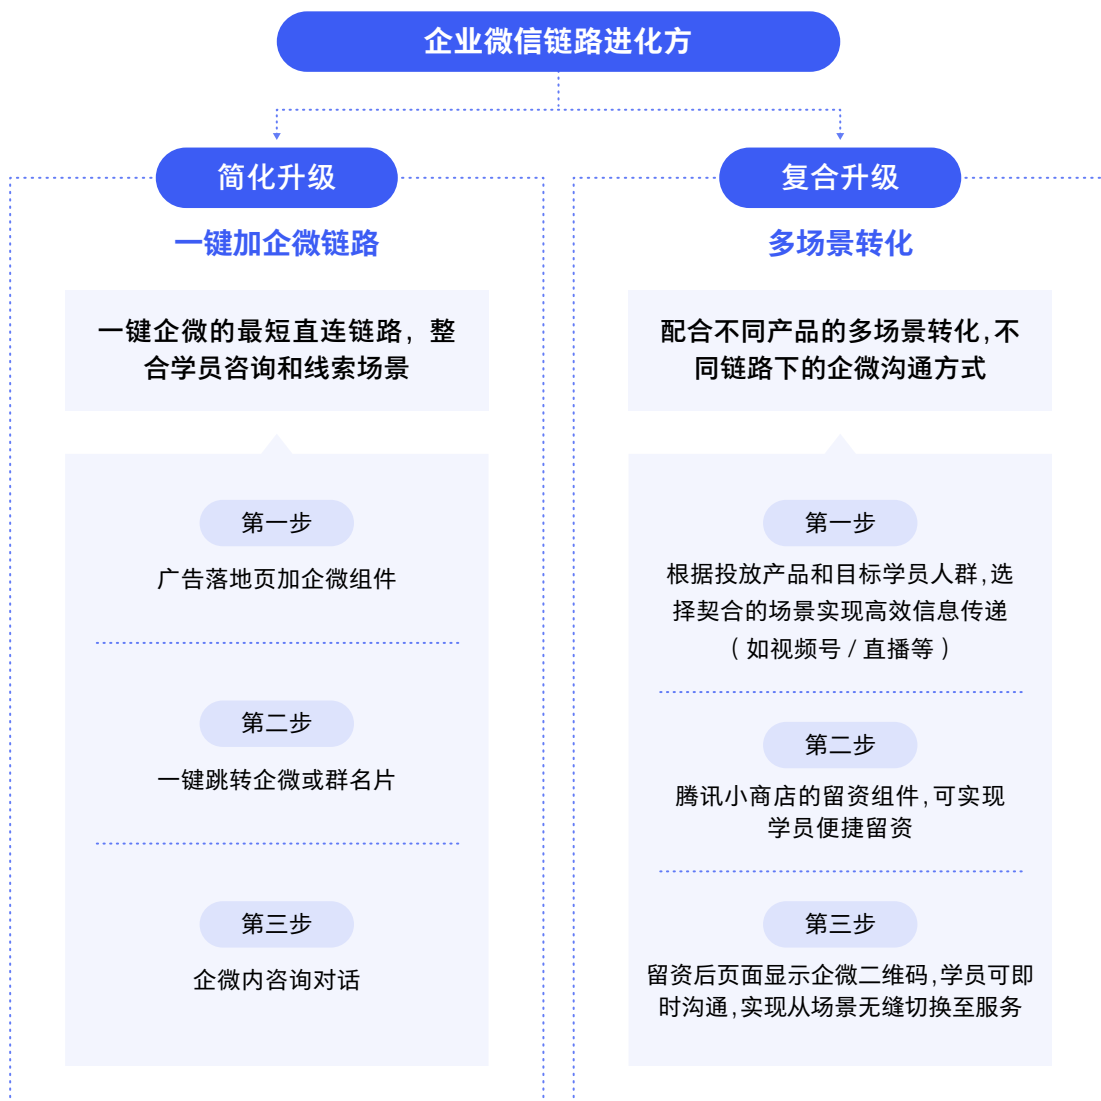 企业微信链路进化方
简化升级
一键加企微链路
一键企微的最短直连链路，整
合学员咨询和线索场景
第一步
广告落地页加企微组件
第二步
一键跳转企微或群名片
第三步
企微内咨询对话
复合升级
多场景转化
配合不同产品的多场景转化,不
同链路下的企微沟通方式
第一步
根据投放产品和目标学员人群,选
择契合的场景实现高效信息传递
（如视频号 / 直播等）
第二步
腾讯小商店的留资组件,可实现
学员便捷留资
第三步
留资后页面显示企微二维码,学员可即
时沟通,实现从场景无缝切换至服务